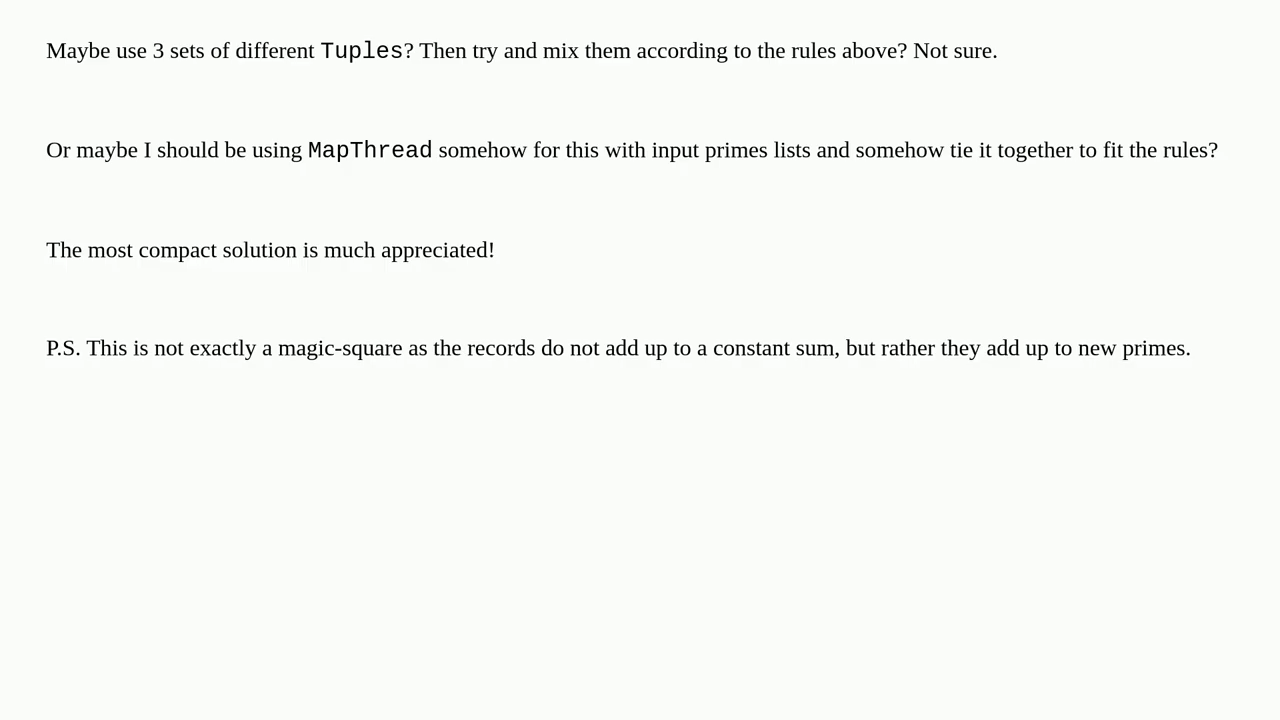 Maybe use 3 sets of different Tuples? Then try and mix them according to the rules above? Not sure.
Or maybe I should be using MapThread somehow for this with input primes lists and somehow tie it together to fit the rules?
The most compact solution is much appreciated!
P.S. This is not exactly a magic-square as the records do not add up to a constant sum, but rather they add up to new primes.